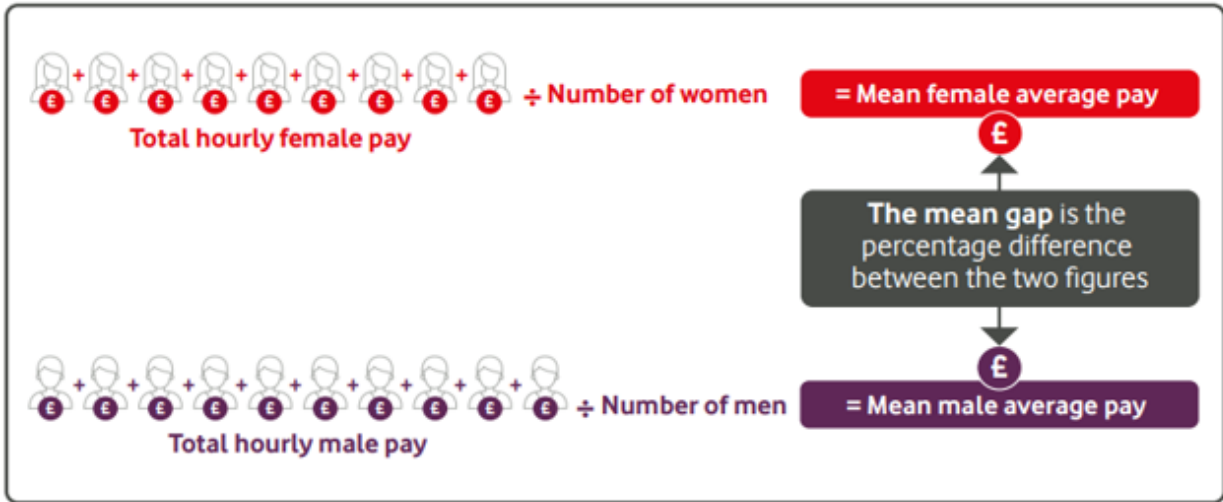 + + + + + + + +
£ £ £ £ £ £ £ £ £ ÷ Number of women
Total hourly female pay
= Mean female average pay
£
The mean gap is the
percentage difference
between the two figures
+ + + + + + + + +
£ £ £ £ £ £ £ £ £ £ ÷ Number of men
Total hourly male pay
£
= Mean male average pay